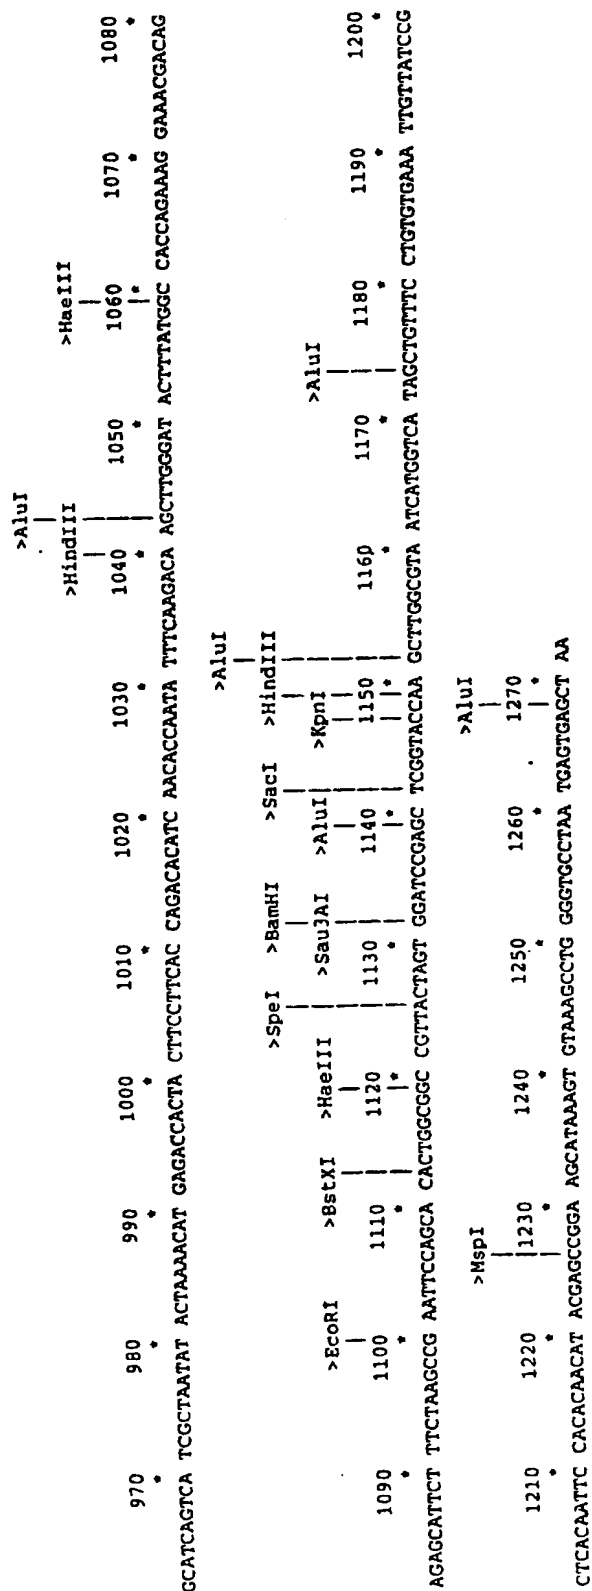 >AluI
>HindIII >HaeIII
970 980 990 1000 1010 1020 1030 1040 1050 1060 1070 1080
* * * * * * * * * * * *
GCATCAGTCA TCGCTAATAT ACTAAAACAT GAGACCACTA CTTCCTTCAC CAGACACATC AACACCAATA TTTCAAGACA AGCTTGGGAT ACTTTATGGC CACCAGAAAG GAAACGACAG
>AluI
>SpeI >BamHI >SacI >HindIII
>EcoRI >BstXI >HaeIII >Sau3AI >AluI >KpnI >AluI
1090 1100 1110 1120 1130 1140 1150 1160 1170 1180 1190 1200
* * * * * * * * * * * *
AGAGCATTCT TTCTAAGCCG AATTCCAGCA CACTGGCGGC CGTTACTAGT GGATCCGAGC TCGGTACCAA GCTTGGCGTA ATCATGGTCA TAGCTGTTTC CTGTGTGAAA TTGTTATCCG
>MspI >AluI
1210 1220 1230 1240 1250 1260 1270
* * * * * * *
CTCACAATTC CACACAACAT ACGAGCCGGA AGCATAAAGT GTAAAGCCTG GGGTGCCTAA TGAGTGAGCT AA